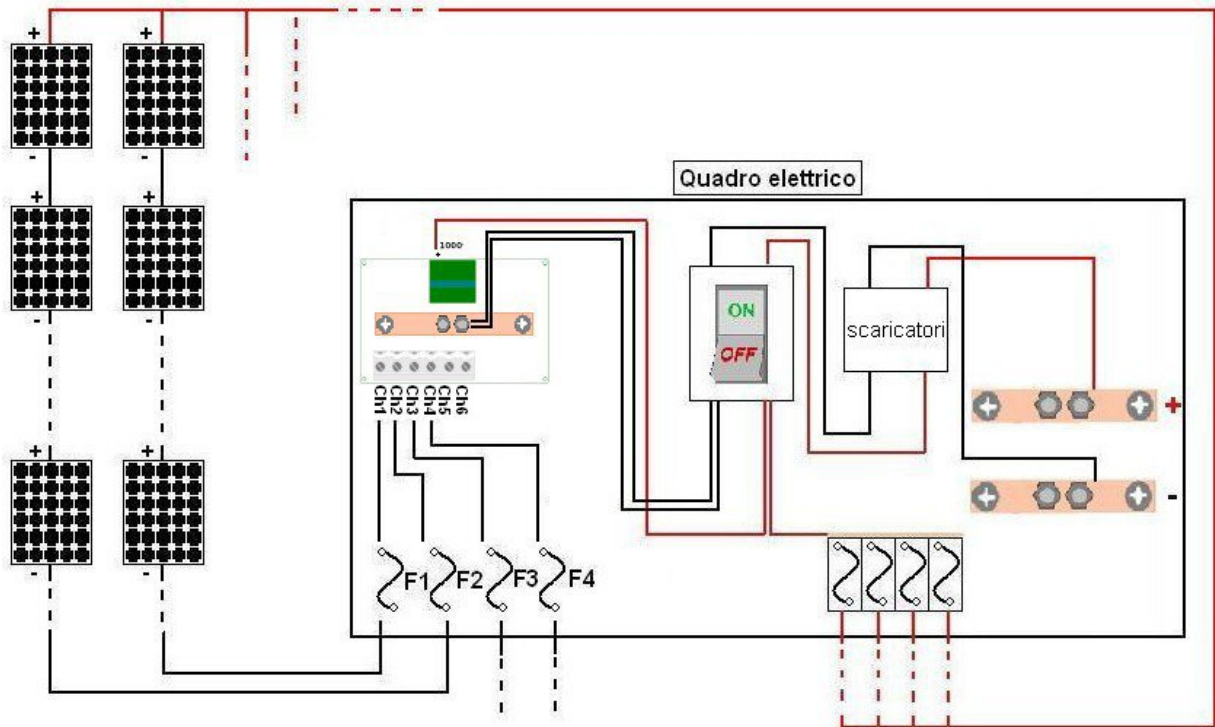 + +
- -
+ +
- -
+ +
- -
Quadro elettrico
1000
+
ON
OFF
scaricatori
+
-
Ch1 Ch2 Ch3 Ch4 Ch5 Ch6
F1 F2 F3 F4